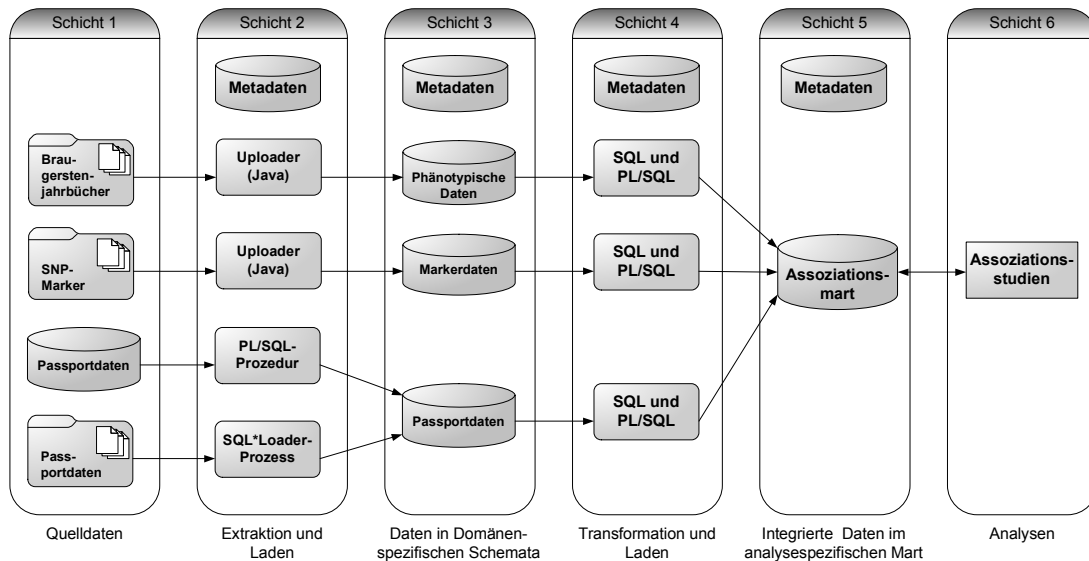 Schicht 1
Schicht 2
Schicht 3
Schicht 4
Schicht 5
Schicht 6
Metadaten
Metadaten
Metadaten
Metadaten
Brau-
gersten-
jahrbücher
Uploader
(Java)
Phänotypische
Daten
SQL und
PL/SQL
SNP-
Marker
Uploader
(Java)
Markerdaten
SQL und
PL/SQL
Assoziations-
mart
Assoziations-
studien
Passportdaten
PL/SQL-
Prozedur
Pass-
portdaten
SQL*Loader-
Prozess
Passportdaten
SQL und
PL/SQL
Quelldaten
Extraktion und
Laden
Daten in Domänen-
spezifischen Schemata
Transformation und
Laden
Integrierte Daten im
analysespezifischen Mart
Analysen